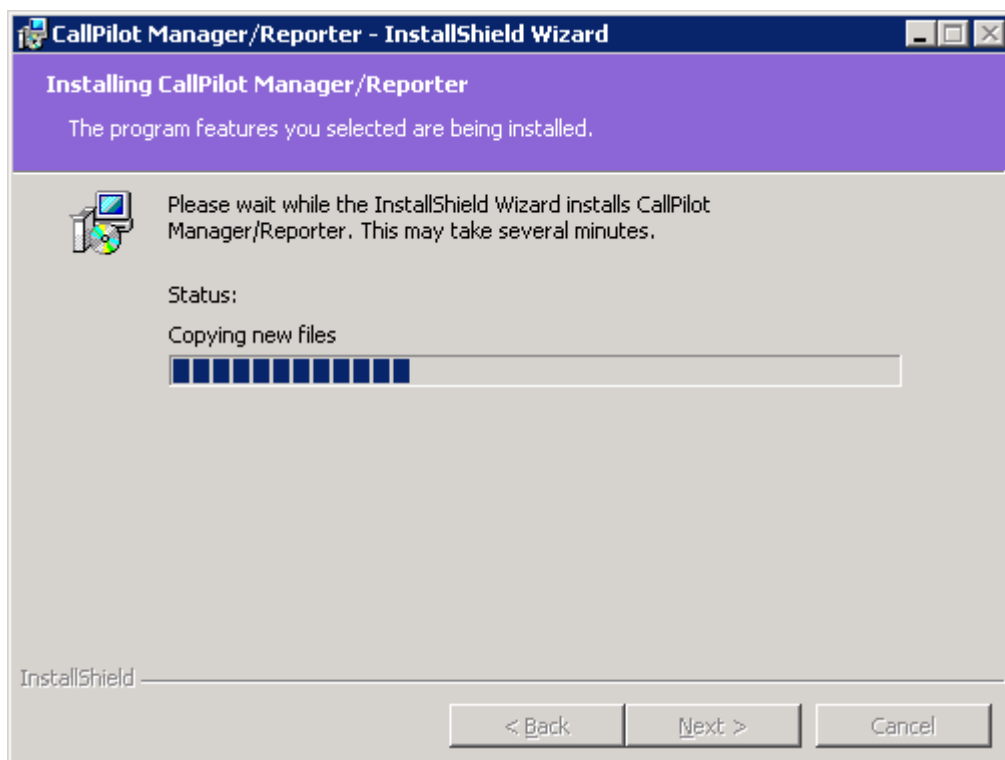 CallPilot Manager/Reporter - InstallShield Wizard
Installing CallPilot Manager/Reporter
The program features you selected are being installed.
Please wait while the InstallShield Wizard installs CallPilot
Manager/Reporter. This may take several minutes.
Status:
Copying new files
InstallShield
< Back Next > Cancel